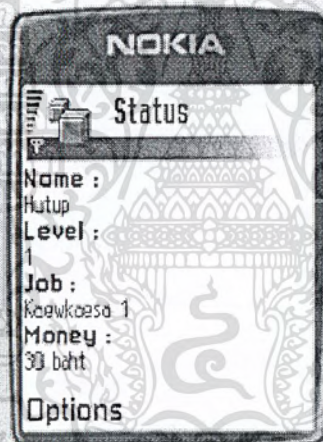 NOKIA
Status
Name :
Hutup
Level :
1
Job :
Kaewkaesa 1
Money :
30 baht
Options